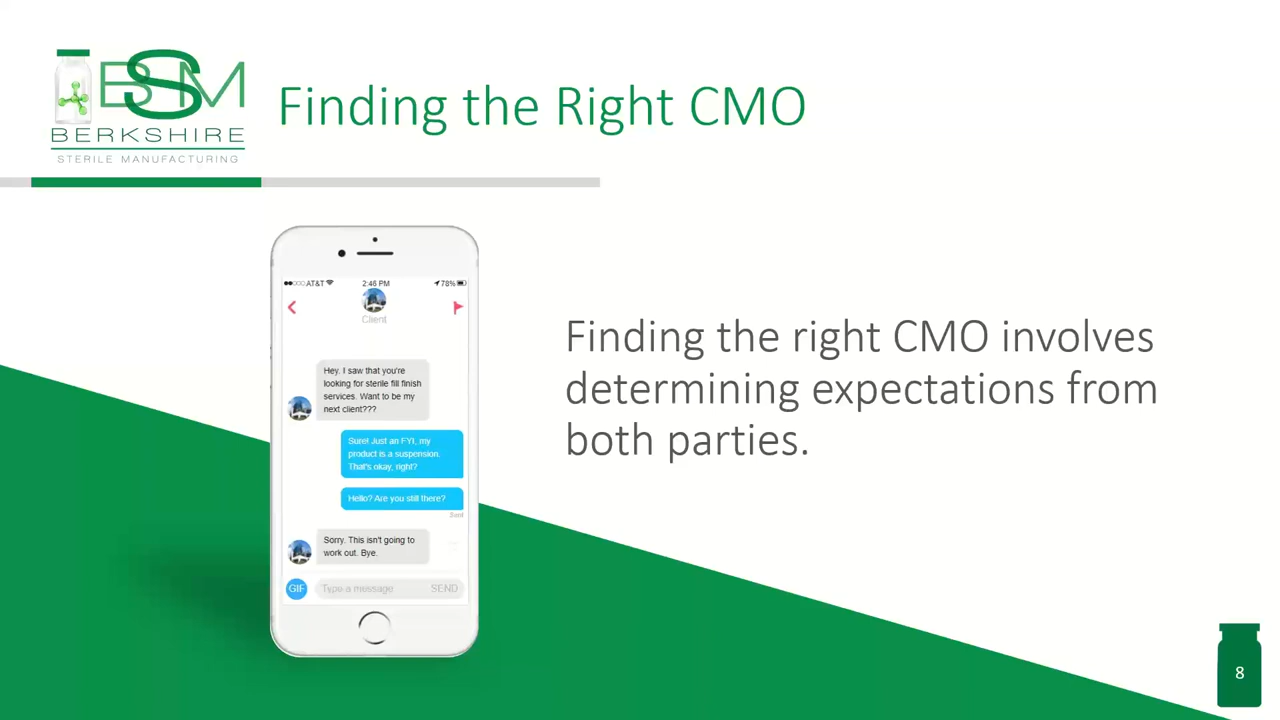 BSM
BERKSHIRE
STERILE MANUFACTURING
Finding the Right CMO
AT&T
2:46 PM
78%
Client
Hey. I saw that you're
looking for sterile fill finish
services. Want to be my
next client???
Sure! Just an FYI, my
product is a suspension.
That's okay, right?
Hello? Are you still there?
Sent
Sorry. This isn't going to
work out. Bye.
GIF
Type a message
SEND
Finding the right CMO involves
determining expectations from
both parties.
8